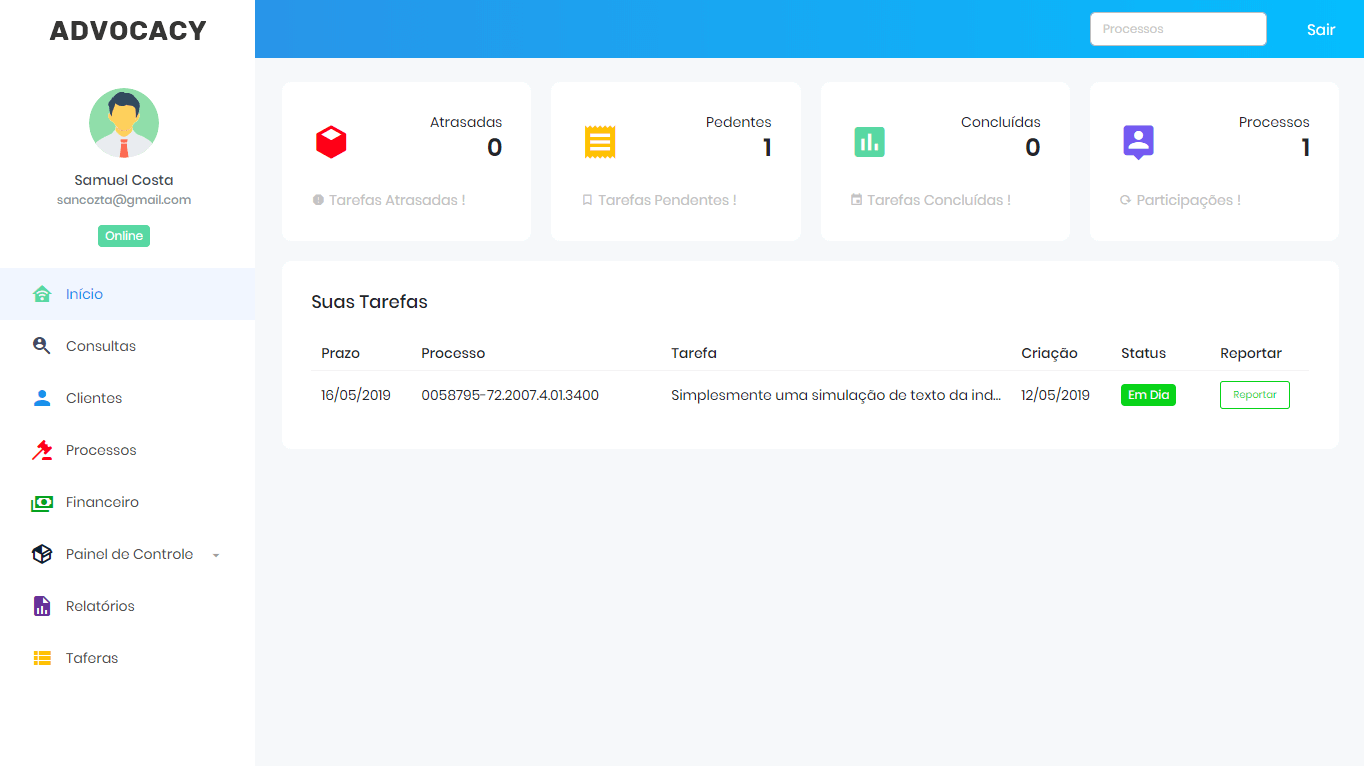 ADVOCACY
Processos
Sair
Samuel Costa
sancozta@gmail.com
Online
Início
Consultas
Clientes
Processos
Financeiro
Painel de Controle
Relatórios
Taferas
Atrasadas
0
Tarefas Atrasadas !
Pedentes
1
Tarefas Pendentes !
Concluídas
0
Tarefas Concluídas !
Processos
1
Participações !
Suas Tarefas
Prazo Processo Tarefa Criação Status Reportar
16/05/2019 0058795-72.2007.4.01.3400 Simplesmente uma simulação de texto da ind... 12/05/2019 Em Dia Reportar